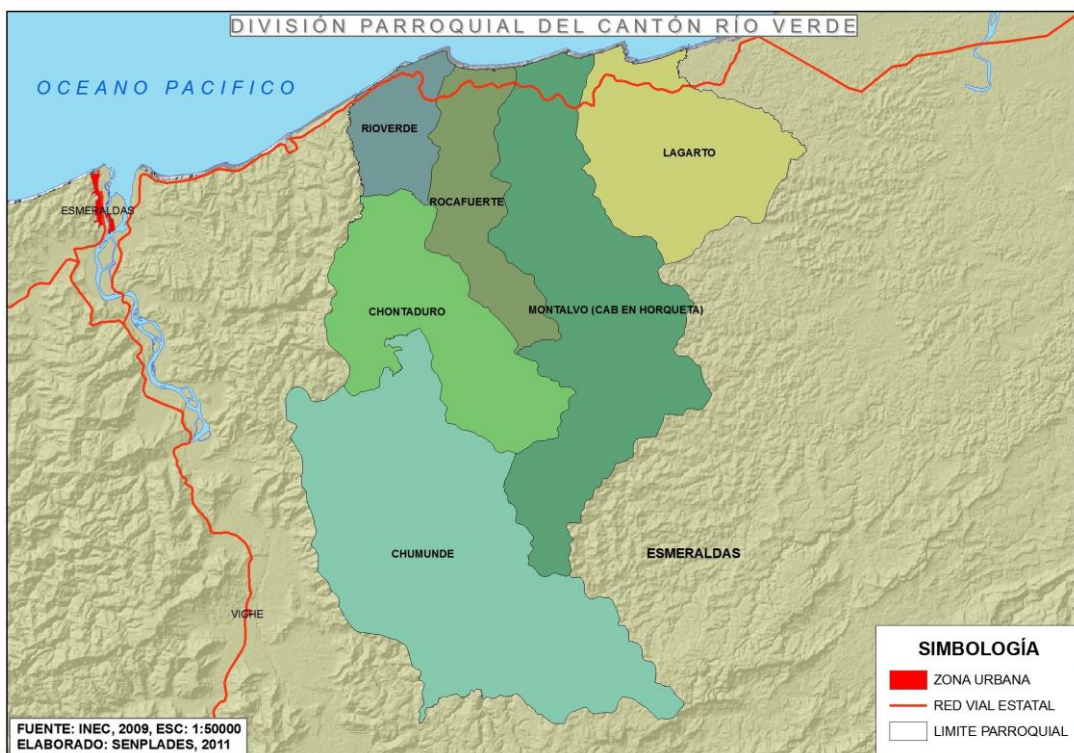 DIVISIÓN PARROQUIAL DEL CANTÓN RÍO VERDE
OCEANO PACIFICO
RIOVERDE
LAGARTO
ROCAFUERTE
ESMERALDAS
CHONTADURO
MONTALVO (CAB EN HORQUETA)
CHUMUNDE
ESMERALDAS
VICHE
SIMBOLOGÍA
ZONA URBANA
RED VIAL ESTATAL
LIMITE PARROQUIAL
FUENTE: INEC, 2009, ESC: 1:50000
ELABORADO: SENPLADES, 2011